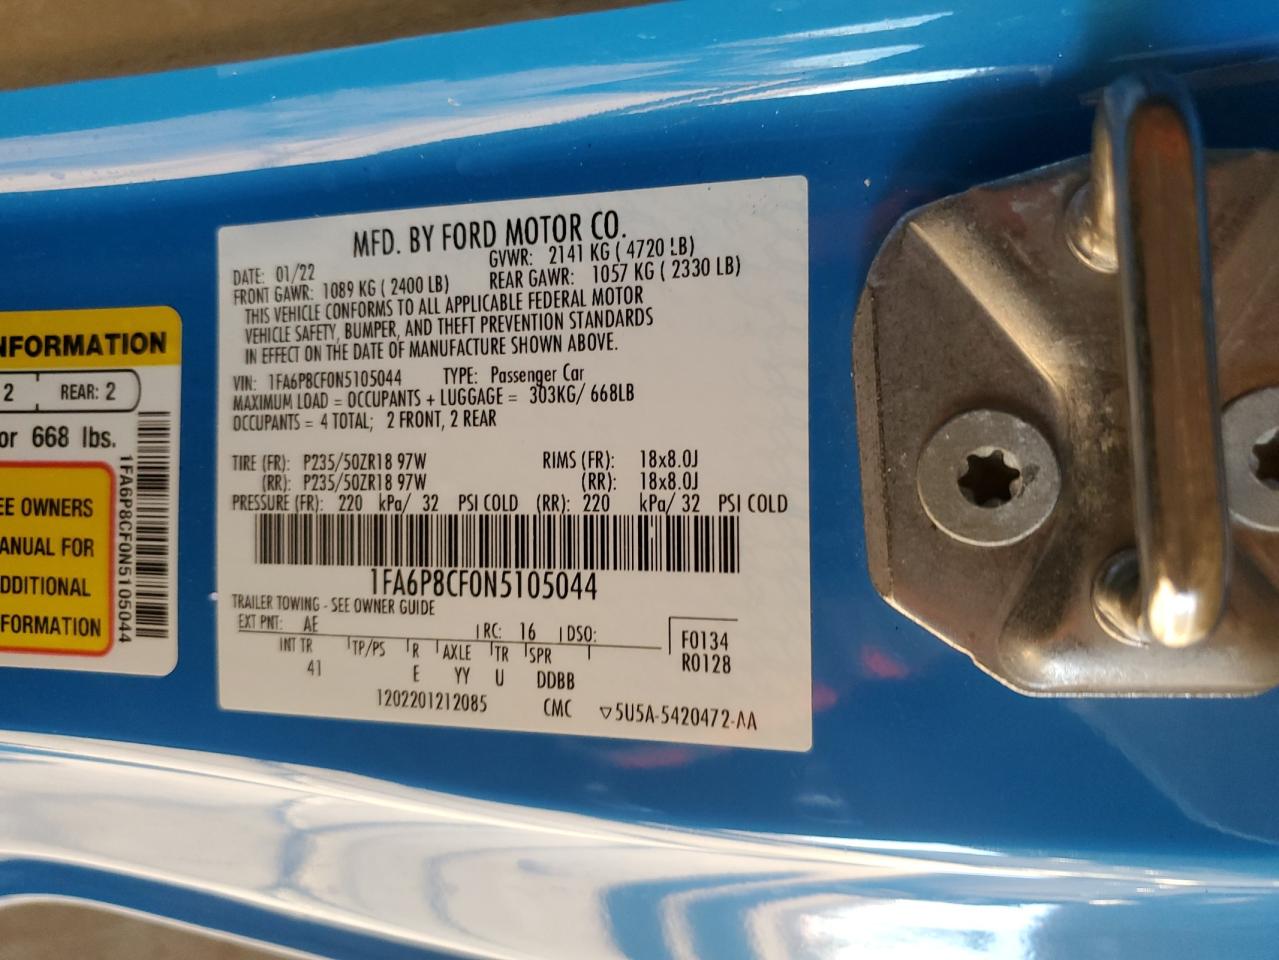 NFORMATION
2 REAR: 2
or 668 lbs.
EE OWNERS
ANUAL FOR
DDITIONAL
FORMATION
1FA6P8CF0N5105044
MFD. BY FORD MOTOR CO.
DATE: 01/22 GVWR: 2141 KG ( 4720 LB)
FRONT GAWR: 1089 KG ( 2400 LB) REAR GAWR: 1057 KG ( 2330 LB)
THIS VEHICLE CONFORMS TO ALL APPLICABLE FEDERAL MOTOR
VEHICLE SAFETY, BUMPER, AND THEFT PREVENTION STANDARDS
IN EFFECT ON THE DATE OF MANUFACTURE SHOWN ABOVE.
VIN: 1FA6P8CF0N5105044 TYPE: Passenger Car
MAXIMUM LOAD = OCCUPANTS + LUGGAGE = 303KG/ 668LB
OCCUPANTS = 4 TOTAL; 2 FRONT, 2 REAR
TIRE (FR): P235/50ZR18 97W RIMS (FR): 18x8.0J
(RR): P235/50ZR18 97W (RR): 18x8.0J
PRESSURE (FR): 220 kPa/ 32 PSI COLD (RR): 220 kPa/ 32 PSI COLD
1FA6P8CF0N5105044
TRAILER TOWING - SEE OWNER GUIDE
EXT PNT: AE RC: 16 DSO: F0134
INT TR TP/PS R AXLE TR SPR R0128
41 E YY U DDBB
1202201212085 CMC ▽5U5A-5420472-AA